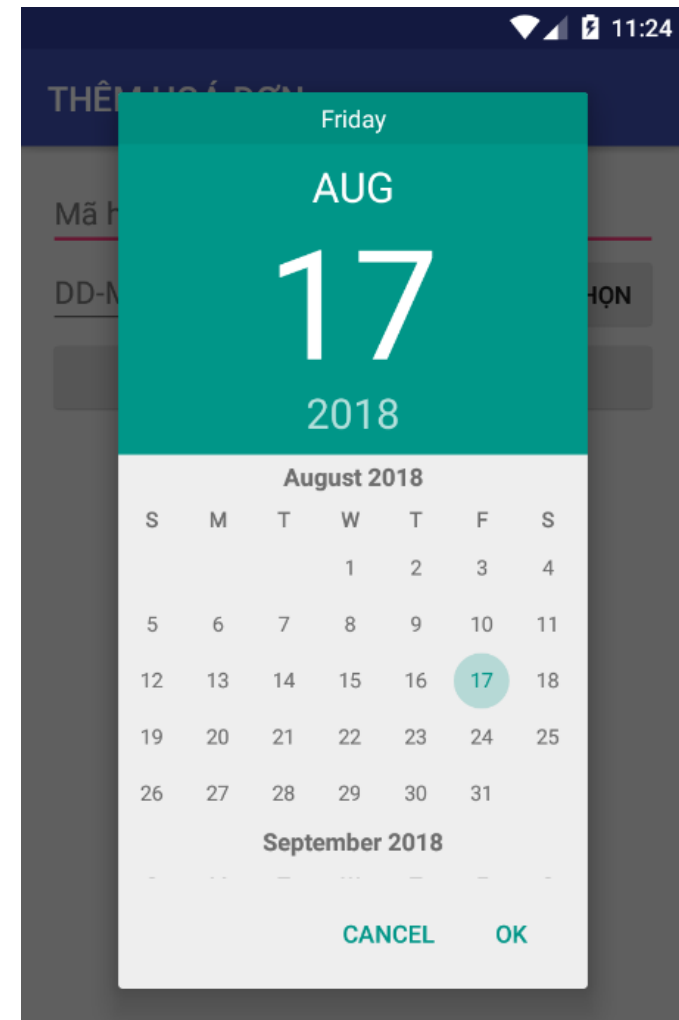 11:24
Friday
AUG
17
2018
Mã
August 2018
S M T W T F S
1 2 3 4
5 6 7 8 9 10 11
12 13 14 15 16 17 18
19 20 21 22 23 24 25
26 27 28 29 30 31
September 2018
CANCEL OK